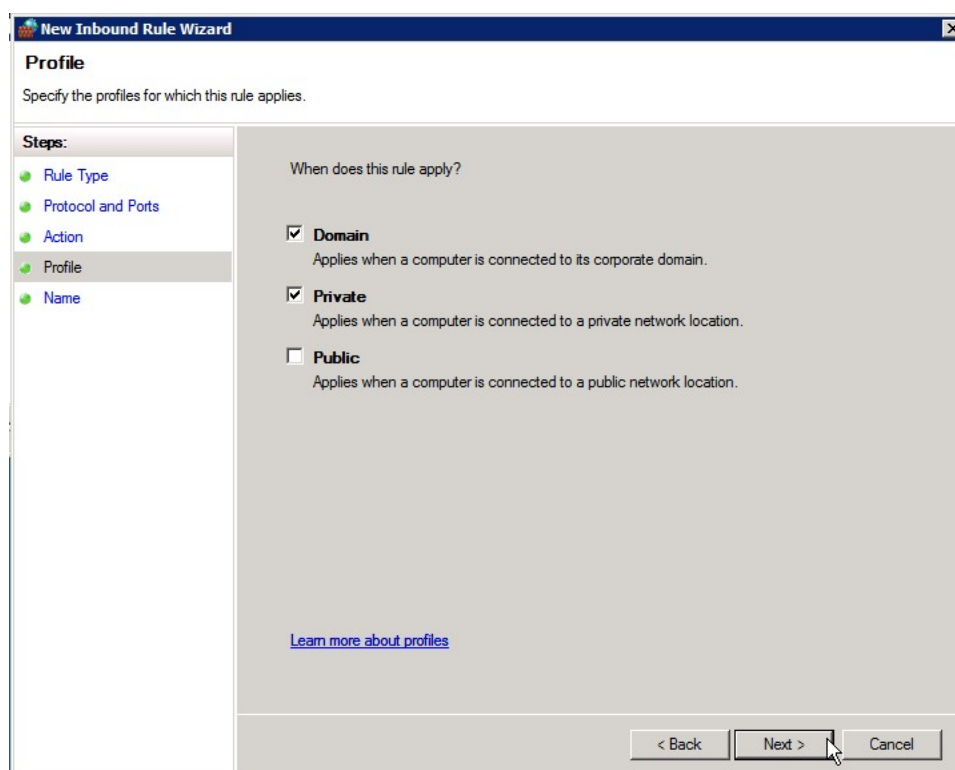 New Inbound Rule Wizard
Profile
Specify the profiles for which this rule applies.
Steps:
Rule Type
Protocol and Ports
Action
Profile
Name
When does this rule apply?
Domain
Applies when a computer is connected to its corporate domain.
Private
Applies when a computer is connected to a private network location.
Public
Applies when a computer is connected to a public network location.
Learn more about profiles
< Back
Next >
Cancel